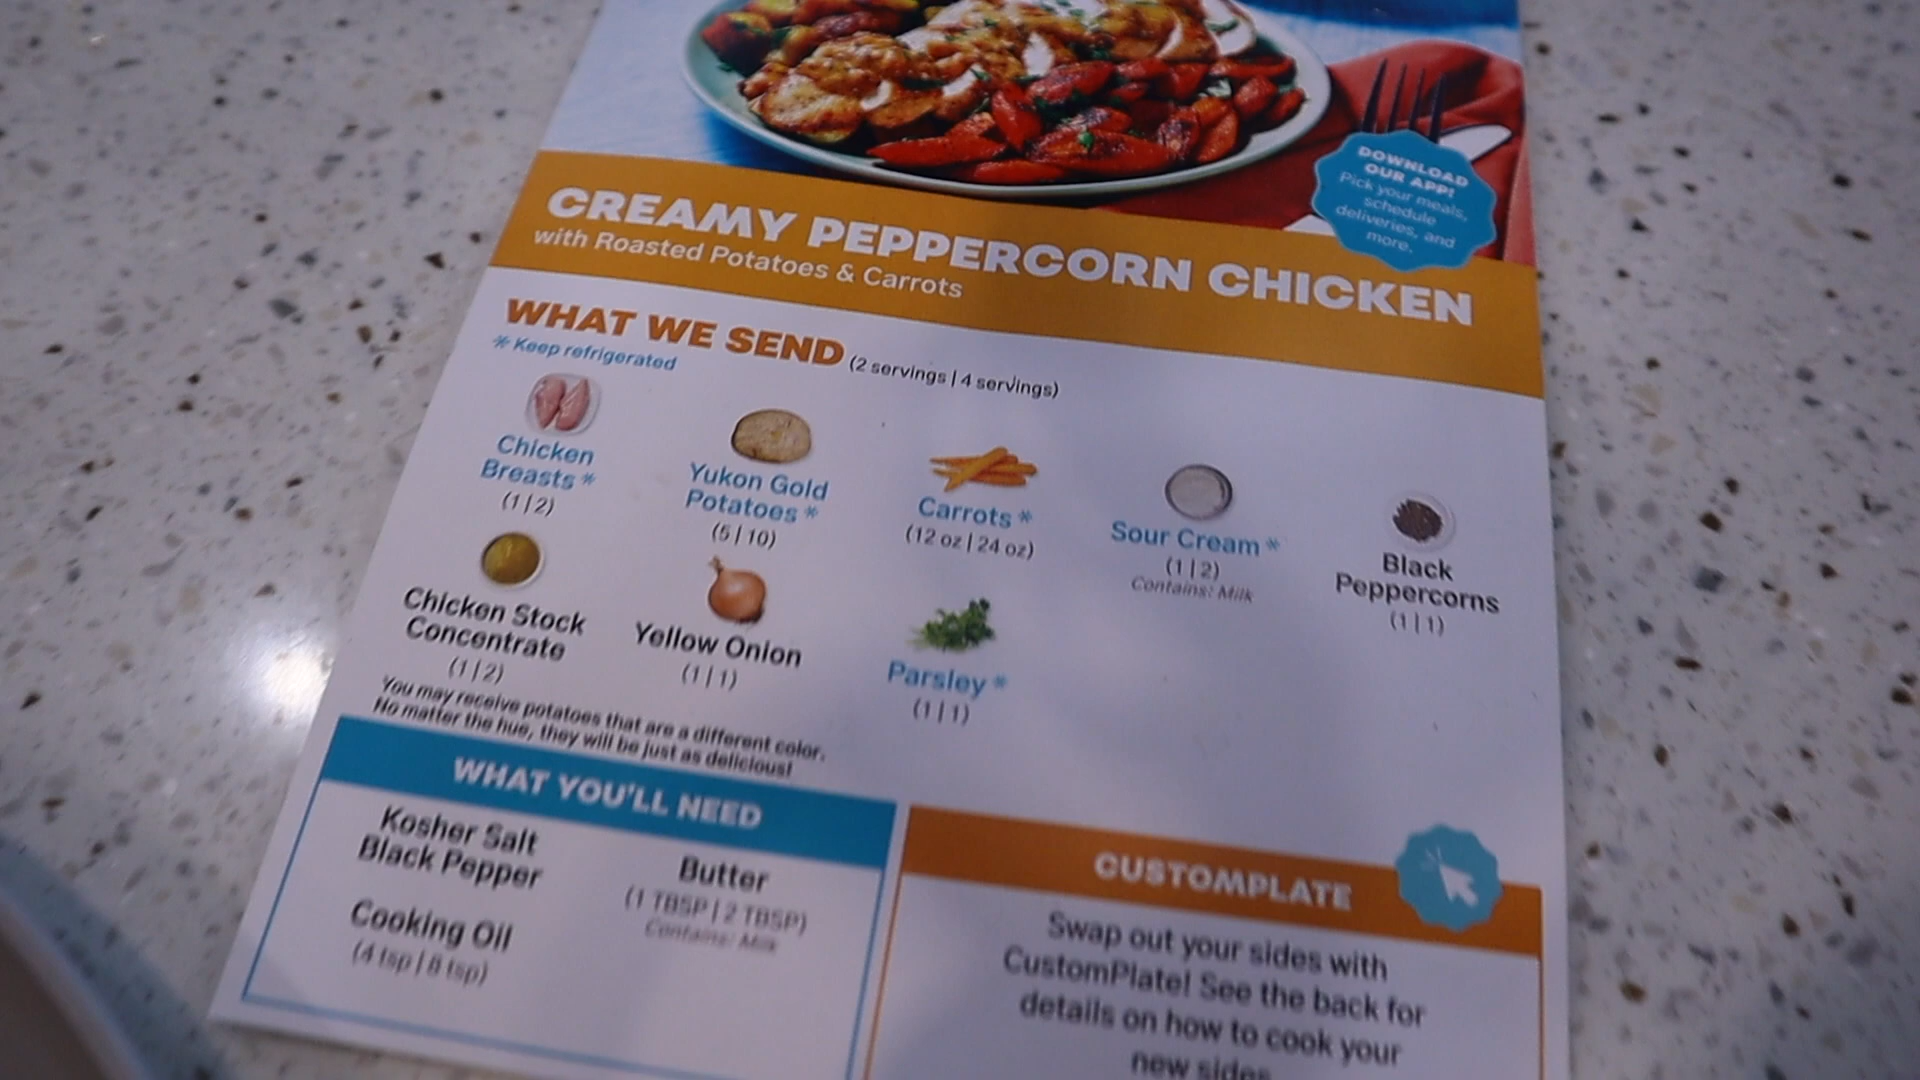 DOWNLOAD
OUR APP!
Pick your meals,
schedule
deliveries, and
more.
CREAMY PEPPERCORN CHICKEN
with Roasted Potatoes & Carrots
WHAT WE SEND (2 servings | 4 servings)
* Keep refrigerated
Chicken
Breasts *
(1 | 2)
Yukon Gold
Potatoes *
(5 | 10)
Carrots *
(12 oz | 24 oz)
Sour Cream *
(1 | 2)
Contains: Milk
Black
Peppercorns
(1 | 1)
Chicken Stock
Concentrate
(1 | 2)
Yellow Onion
(1 | 1)
Parsley *
(1 | 1)
You may receive potatoes that are a different color.
No matter the hue, they will be just as delicious!
WHAT YOU'LL NEED
Kosher Salt
Black Pepper
Cooking Oil
(4 tsp | 8 tsp)
Butter
(1 TBSP | 2 TBSP)
Contains: Milk
CUSTOMPLATE
Swap out your sides with
CustomPlate! See the back for
details on how to cook your
new sides.